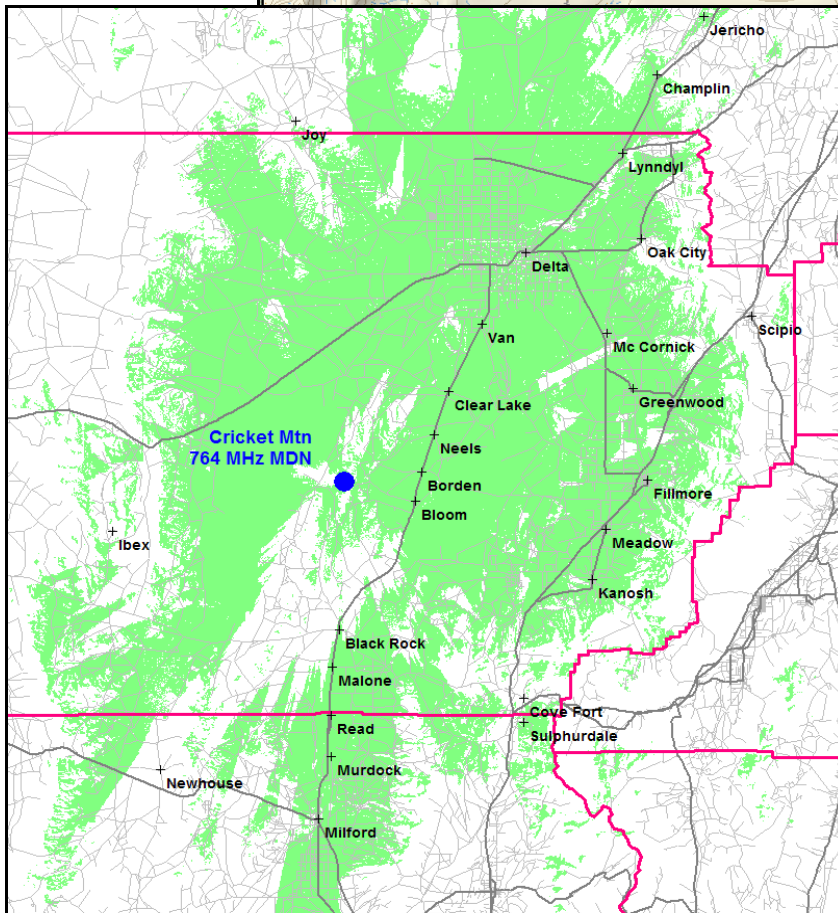 Jericho
Champlin
Joy
Lynndyl
Oak City
Delta
Scipio
Van
Mc Cornick
Clear Lake
Greenwood
Cricket Mtn
764 MHz MDN
Neels
Borden
Fillmore
Bloom
Ibex
Meadow
Kanosh
Black Rock
Malone
Cove Fort
Read
Sulphurdale
Murdock
Newhouse
Milford